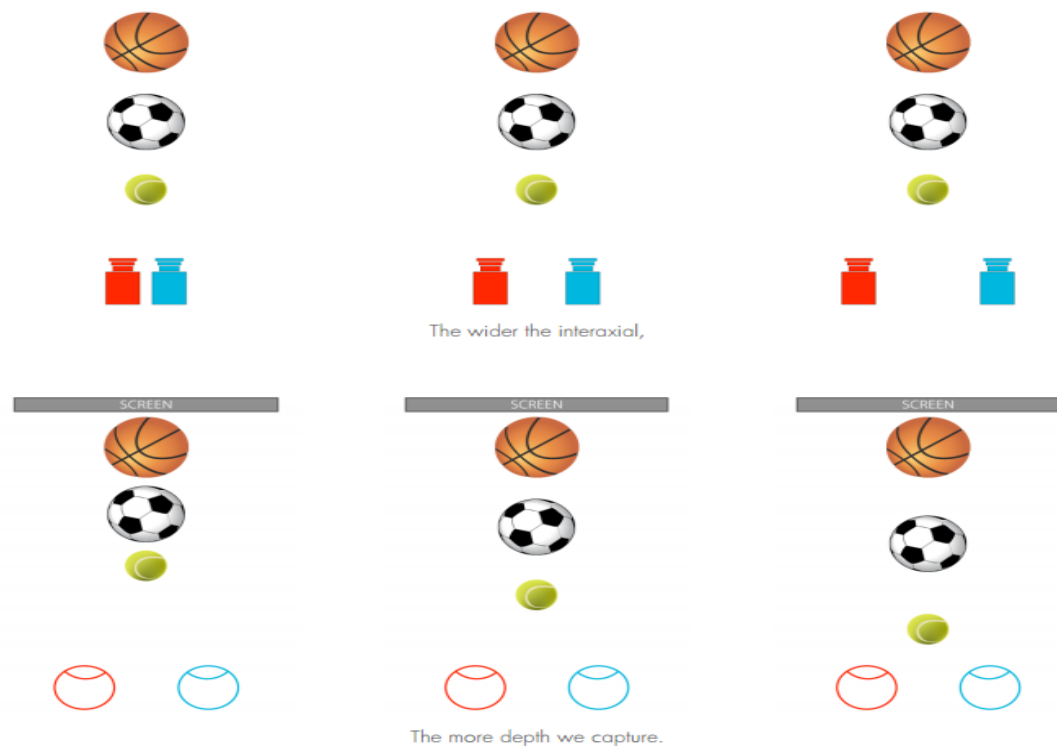 The wider the interaxial,
SCREEN
SCREEN
SCREEN
The more depth we capture.